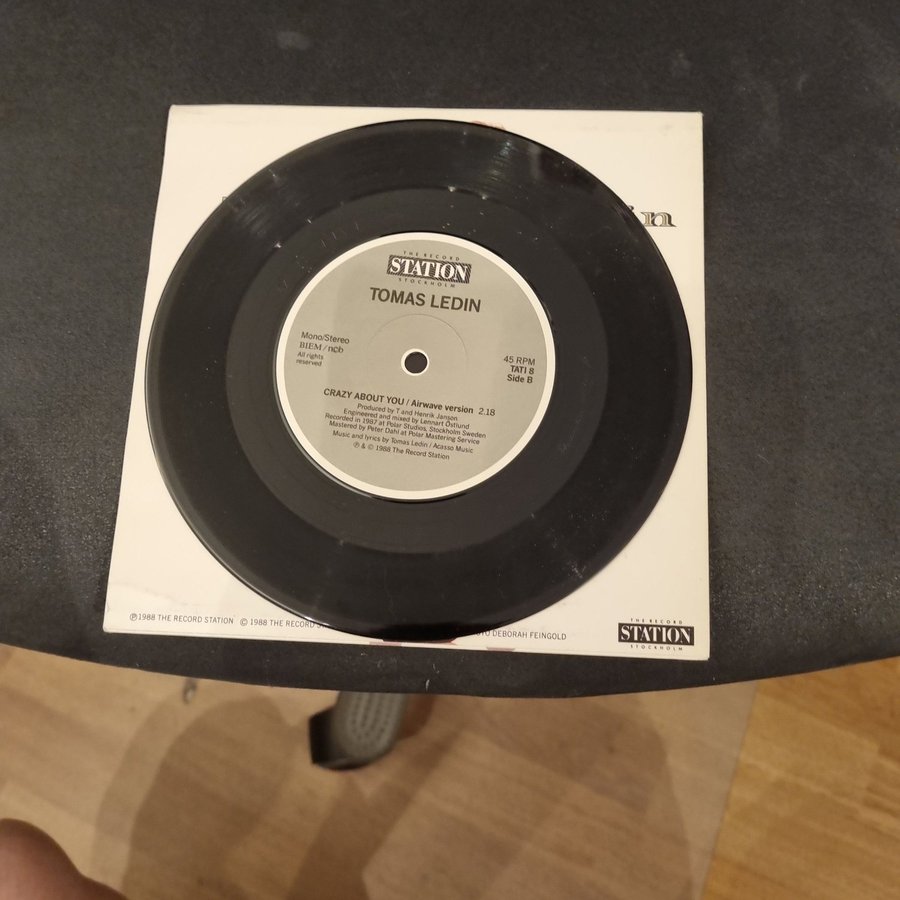 in
THE RECORD
STATION
STOCKHOLM
TOMAS LEDIN
Mono/Stereo
BIEM / ncb
All rights
reserved
45 RPM
TATI 8
Side B
CRAZY ABOUT YOU / Airwave version 2.18
Produced by T and Henrik Janson
Engineered and mixed by Lennart Östlund
Recorded in 1987 at Polar Studios, Stockholm Sweden
Mastered by Peter Dahl at Polar Mastering Service
Music and lyrics by Tomas Ledin / Acasso Music
℗ & © 1988 The Record Station
℗ 1988 THE RECORD STATION © 1988 THE RECORD
DEBORAH FEINGOLD
THE RECORD
STATION
STOCKHOLM